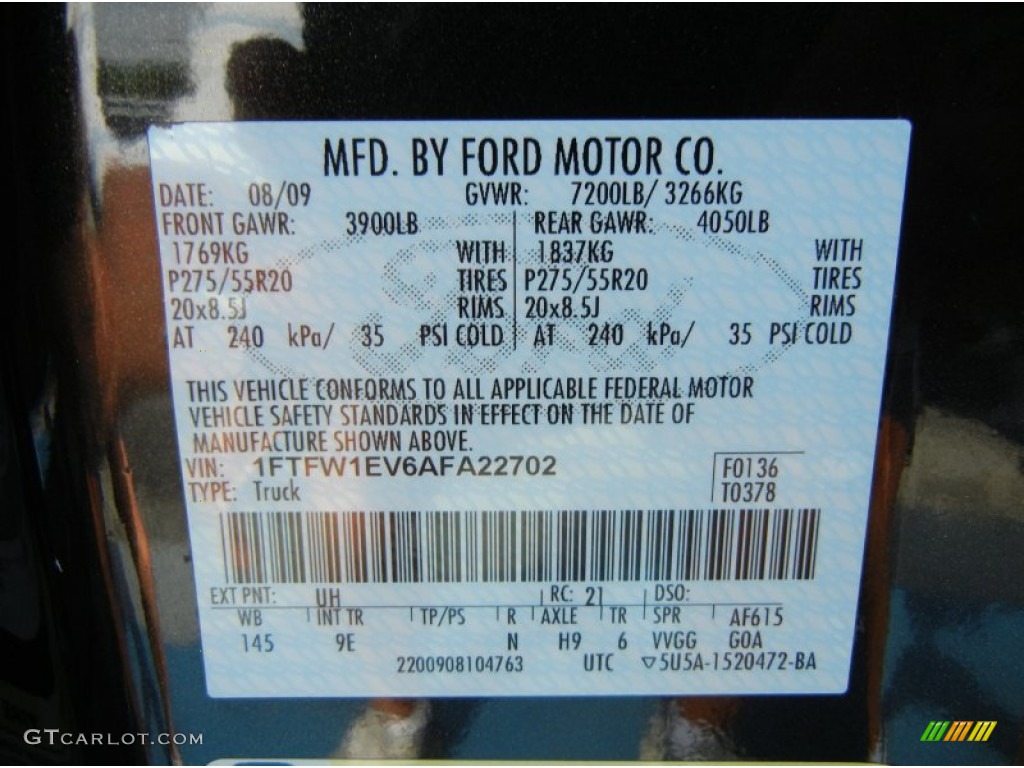 MFD. BY FORD MOTOR CO.
DATE: 08/09 GVWR: 7200LB/ 3266KG
FRONT GAWR: 3900LB REAR GAWR: 4050LB
1769KG WITH 1837KG WITH
P275/55R20 TIRES P275/55R20 TIRES
20x8.5J RIMS 20x8.5J RIMS
AT 240 kPa/ 35 PSI COLD AT 240 kPa/ 35 PSI COLD
THIS VEHICLE CONFORMS TO ALL APPLICABLE FEDERAL MOTOR
VEHICLE SAFETY STANDARDS IN EFFECT ON THE DATE OF
MANUFACTURE SHOWN ABOVE.
VIN: 1FTFW1EV6AFA22702 F0136
TYPE: Truck T0378
EXT PNT: UH RC: 21 DSO:
WB INT TR TP/PS R AXLE TR SPR AF615
145 9E N H9 6 VVGG GOA
2200908104763 UTC ▽5U5A-1520472-BA
GTCARLOT.COM